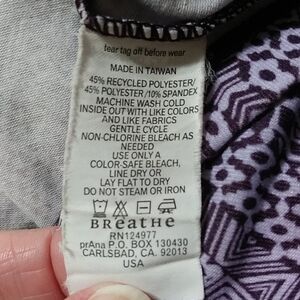 tear tag off before wear
MADE IN TAIWAN
45% RECYCLED POLYESTER/
45% POLYESTER/10% SPANDEX
MACHINE WASH COLD
INSIDE OUT WITH LIKE COLORS
AND LIKE FABRICS
GENTLE CYCLE
NON-CHLORINE BLEACH AS
NEEDED
USE ONLY A
COLOR-SAFE BLEACH,
LINE DRY OR
LAY FLAT TO DRY
DO NOT STEAM OR IRON
BREATHE
RN124977
prAna P.O. BOX 130430
CARLSBAD, CA. 92013
USA